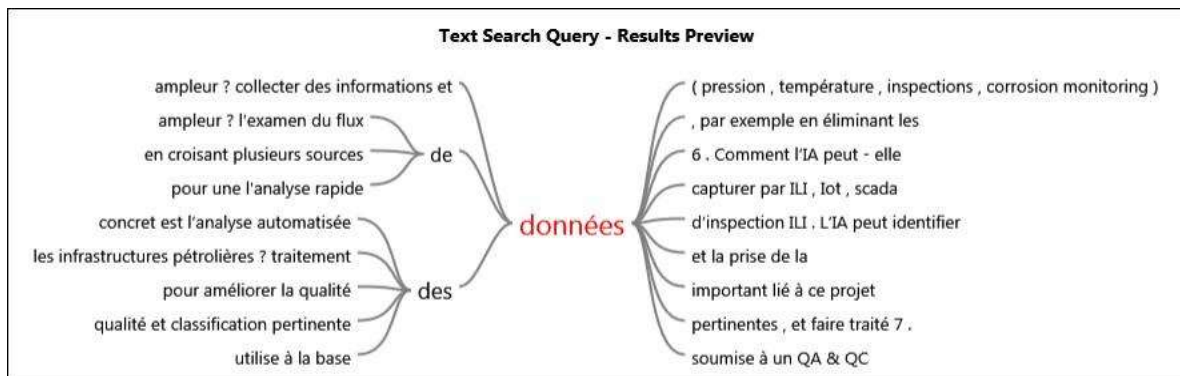 Text Search Query - Results Preview
ampleur ? collecter des informations et
ampleur ? l'examen du flux
en croisant plusieurs sources
pour une l'analyse rapide
de
concret est l'analyse automatisée
les infrastructures pétrolières ? traitement
pour améliorer la qualité
qualité et classification pertinente
utilise à la base
des
données
( pression , température , inspections , corrosion monitoring )
, par exemple en éliminant les
6 . Comment l'IA peut - elle
capturer par ILI , Iot , scada
d'inspection ILI . L'IA peut identifier
et la prise de la
important lié à ce projet
pertinentes , et faire traité 7 .
soumise à un QA & QC